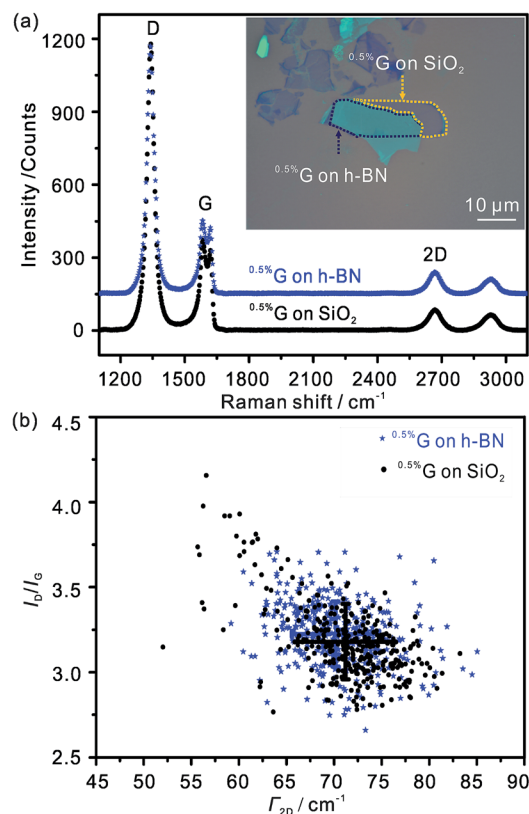 (a)
1200
900
600
300
0
Intensity /Counts
D
G
2D
0.5%G on SiO2
0.5%G on h-BN
10 µm
0.5%G on h-BN
0.5%G on SiO2
1200 1500 1800 2100 2400 2700 3000
Raman shift / cm-1
(b)
4.5
4.0
3.5
3.0
2.5
ID/IG
0.5%G on h-BN
0.5%G on SiO2
45 50 55 60 65 70 75 80 85 90
Γ2D / cm-1